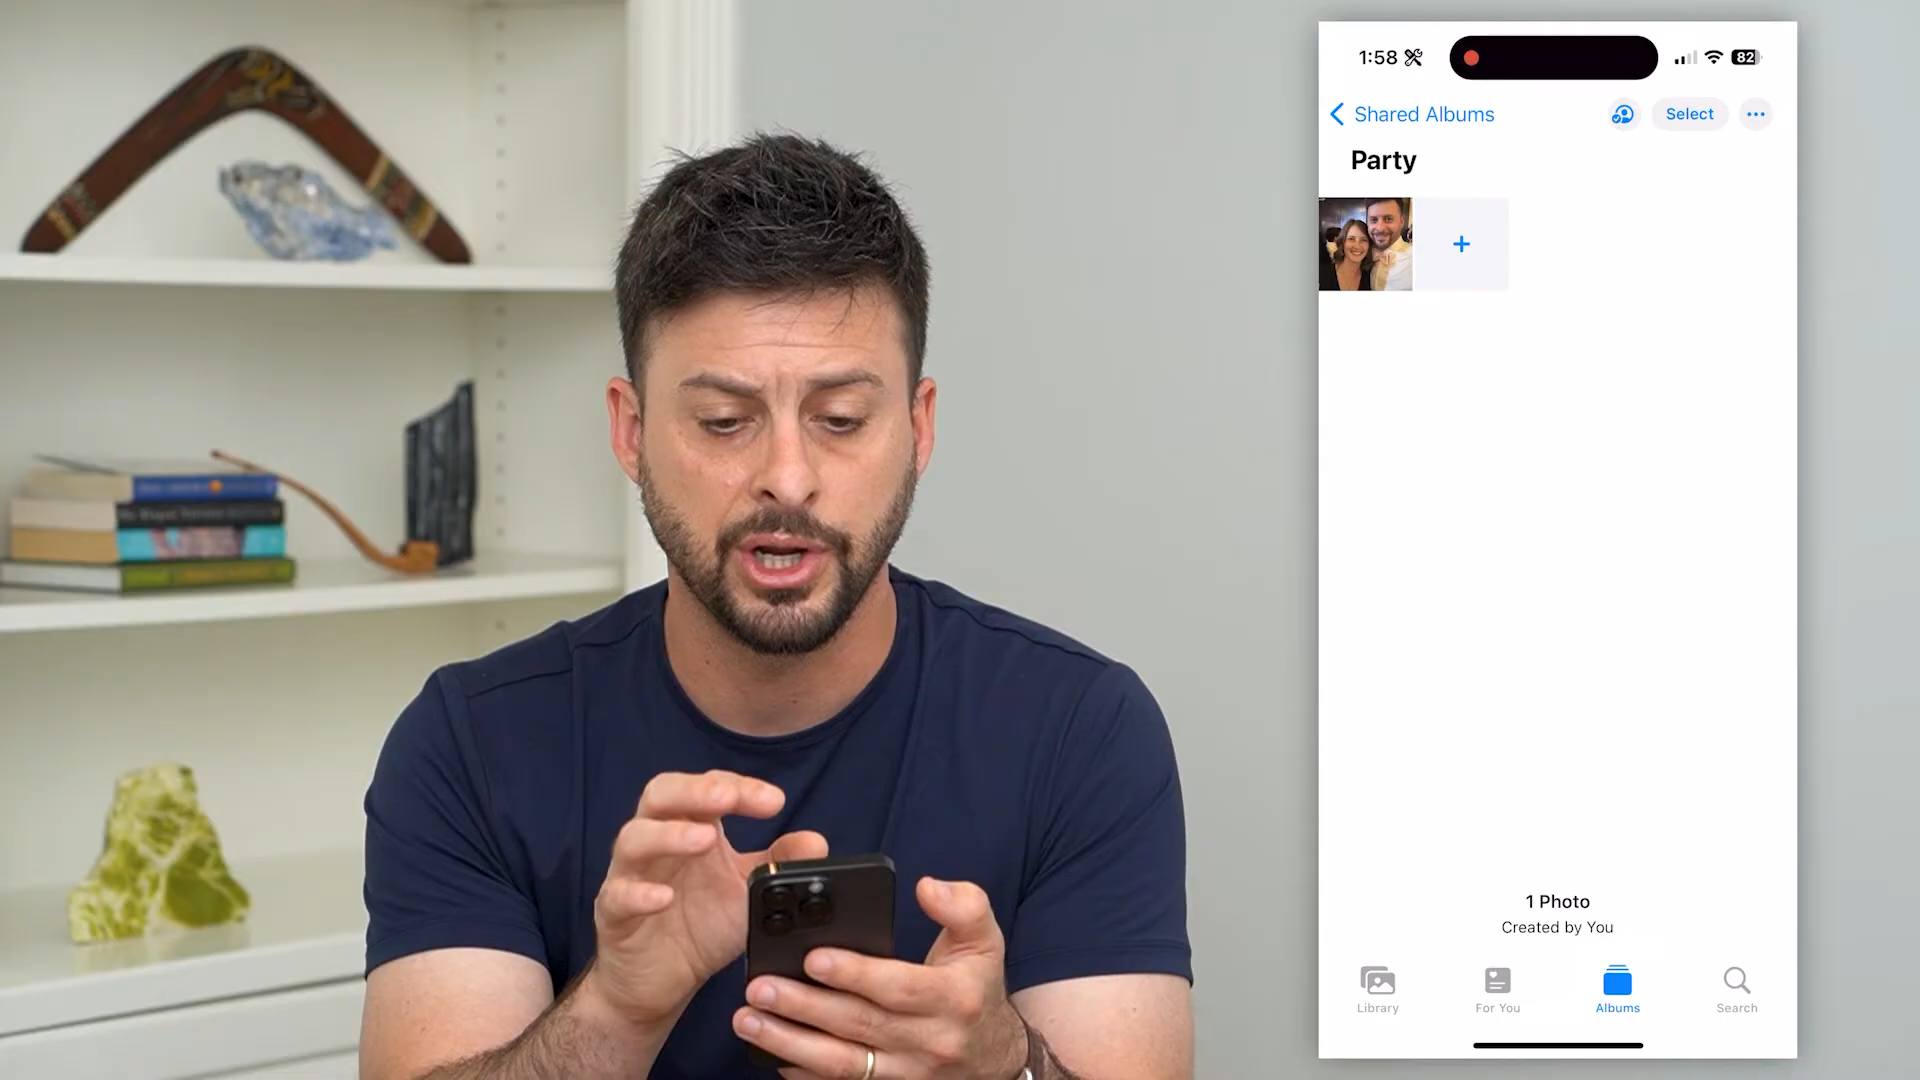 1:58
82
Shared Albums
Select
Party
1 Photo
Created by You
Library
For You
Albums
Search